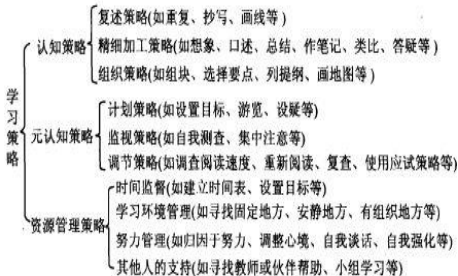 复述策略(如重复、抄写、画线等)
认知策略
精细加工策略(如想象、口述、总结、作笔记、类比、答疑等)
组织策略(如组块、选择要点、列提纲、画地图等)
学习策略
计划策略(如设置目标、游览、设疑等)
元认知策略
监视策略(如自我测查、集中注意等)
调节策略(如调查阅读速度、重新阅读、复查、使用应试策略等)
时间监督(如建立时间表、设置目标等)
学习环境管理(如寻找固定地方、安静地方、有组织地方等)
资源管理策略
努力管理(如归因于努力、调整心境、自我谈话、自我强化等)
其他人的支持(如寻找教师或伙伴帮助、小组学习等)